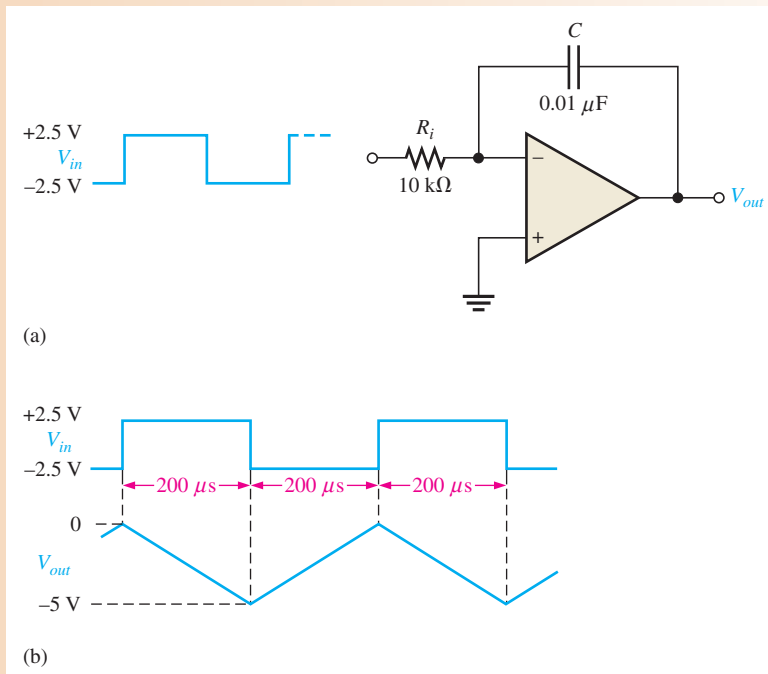 C
0.01 μF
+2.5 V
V_in
−2.5 V
R_i
10 kΩ
−
+
V_out
(a)
+2.5 V
V_in
−2.5 V
200 μs 200 μs 200 μs
0
V_out
−5 V
(b)